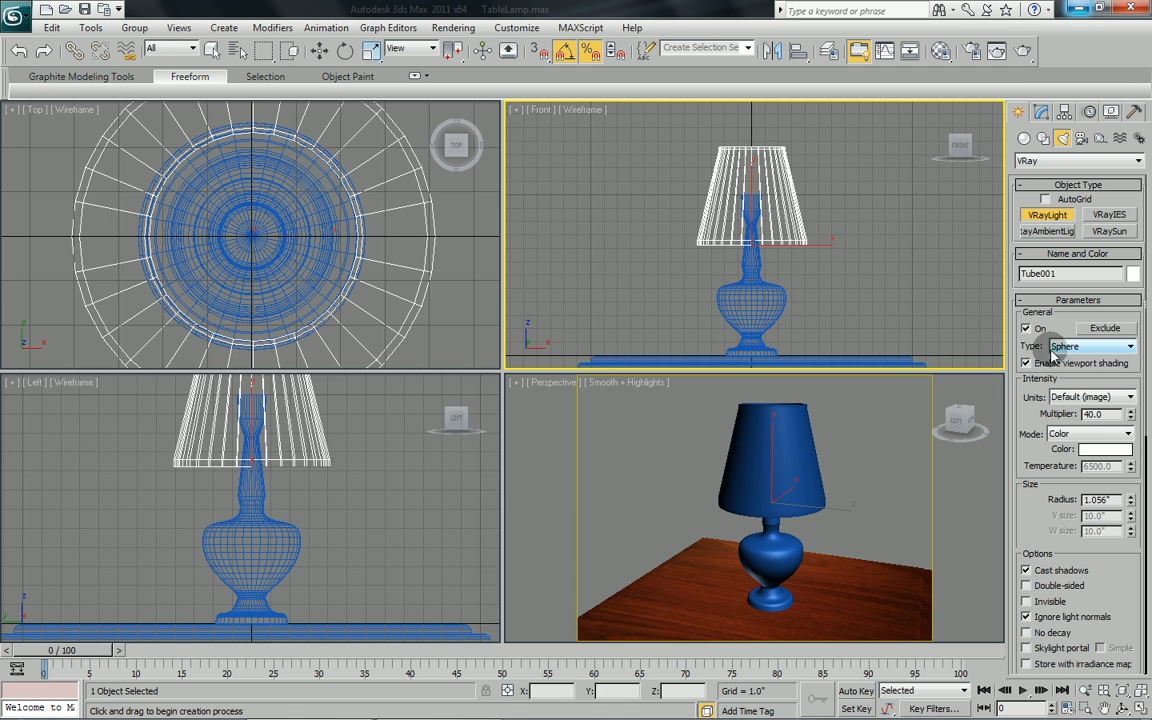 Autodesk 3ds Max 2011 x64 TableLamp.max
Type a keyword or phrase
Edit Tools Group Views Create Modifiers Animation Graph Editors Rendering Customize MAXScript Help
All View 3 Create Selection Se
Graphite Modeling Tools Freeform Selection Object Paint
[ + ] [ Top ] [ Wireframe ]
TOP
[ + ] [ Front ] [ Wireframe ]
FRONT
[ + ] [ Left ] [ Wireframe ]
LEFT
[ + ] [ Perspective ] [ Smooth + Highlights ]
LEFT
VRay
Object Type
AutoGrid
VRayLight VRayIES
RayAmbientLig VRaySun
Name and Color
Tube001
Parameters
General
On Exclude
Type: Sphere
Enable viewport shading
Intensity
Units: Default (image)
Multiplier: 40.0
Mode: Color
Color:
Temperature: 6500.0
Size
Radius: 1.056"
V size: 10.0"
W size: 10.0"
Options
Cast shadows
Double-sided
Invisible
Ignore light normals
No decay
Skylight portal Simple
Store with irradiance map
0 / 100
0 5 10 15 20 25 30 35 40 45 50 55 60 65 70 75 80 85 90 95 100
1 Object Selected X: Y: Z: Grid = 1.0" Auto Key Selected
Welcome to M Click and drag to begin creation process Add Time Tag Set Key Key Filters... 0